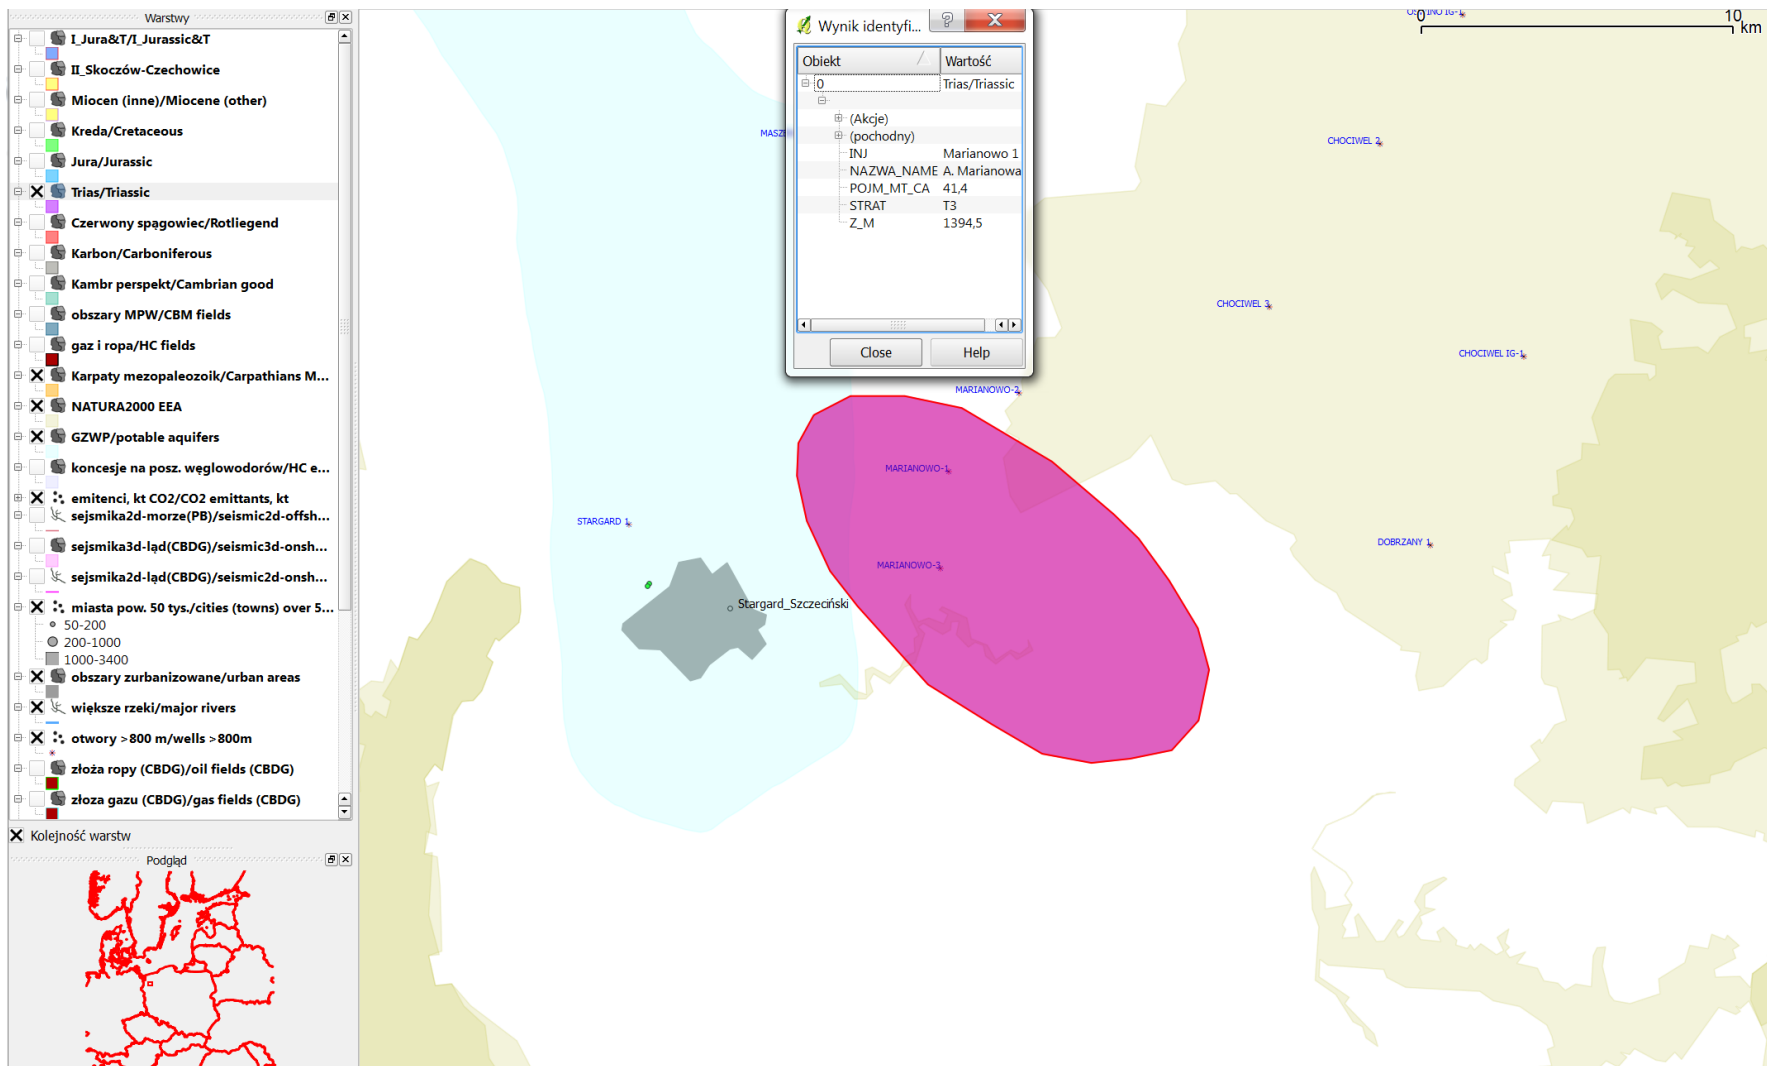 Warstwy
I_Jura&T/I_Jurassic&T
II_Skoczów-Czechowice
Miocen (inne)/Miocene (other)
Kreda/Cretaceous
Jura/Jurassic
Trias/Triassic
Czerwony spągowiec/Rotliegend
Karbon/Carboniferous
Kambr perspekt/Cambrian good
obszary MPW/CBM fields
gaz i ropa/HC fields
Karpaty mezopaleozoik/Carpathians M...
NATURA2000 EEA
GZWP/potable aquifers
koncesje na posz. węglowodorów/HC e...
emitenci, kt CO2/CO2 emittants, kt
sejsmika2d-morze(PB)/seismic2d-offsh...
sejsmika3d-ląd(CBDG)/seismic3d-onsh...
sejsmika2d-ląd(CBDG)/seismic2d-onsh...
miasta pow. 50 tys./cities (towns) over 5...
50-200
200-1000
1000-3400
obszary zurbanizowane/urban areas
większe rzeki/major rivers
otwory >800 m/wells >800m
złoża ropy (CBDG)/oil fields (CBDG)
złoza gazu (CBDG)/gas fields (CBDG)
Kolejność warstw
Podgląd
Wynik identyfi...
?
Obiekt Wartość
0 Trias/Triassic
(Akcje)
(pochodny)
INJ Marianowo 1
NAZWA_NAME A. Marianowa
POJM_MT_CA 41,4
STRAT T3
Z_M 1394,5
Close Help
0 10
km
IG-1
MASZE
CHOCIWEL 2
CHOCIWEL 3
CHOCIWEL IG-1
MARIANOWO-2
MARIANOWO-1
STARGARD 1
DOBRZANY 1
MARIANOWO-3
Stargard_Szczeciński